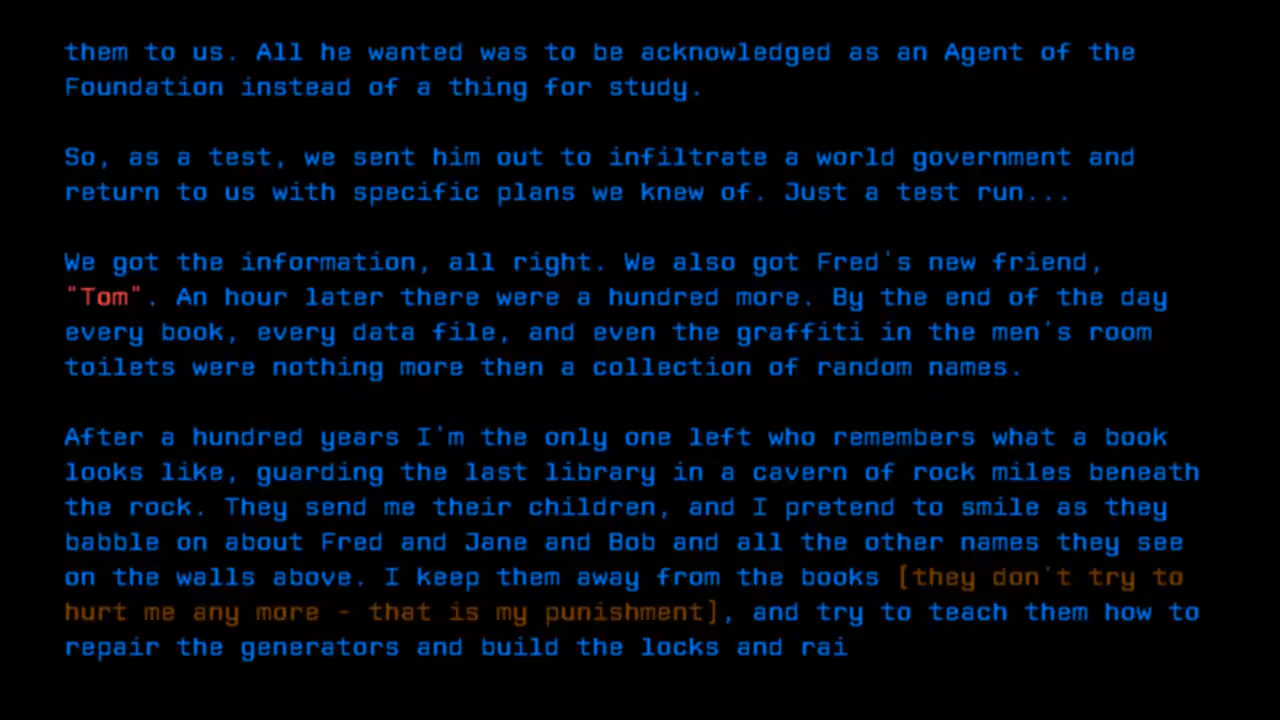 them to us. All he wanted was to be acknowledged as an Agent of the
Foundation instead of a thing for study.
So, as a test, we sent him out to infiltrate a world government and
return to us with specific plans we knew of. Just a test run...
We got the information, all right. We also got Fred's new friend,
"Tom". An hour later there were a hundred more. By the end of the day
every book, every data file, and even the graffiti in the men's room
toilets were nothing more then a collection of random names.
After a hundred years I'm the only one left who remembers what a book
looks like, guarding the last library in a cavern of rock miles beneath
the rock. They send me their children, and I pretend to smile as they
babble on about Fred and Jane and Bob and all the other names they see
on the walls above. I keep them away from the books [they don't try to
hurt me any more - that is my punishment], and try to teach them how to
repair the generators and build the locks and rai